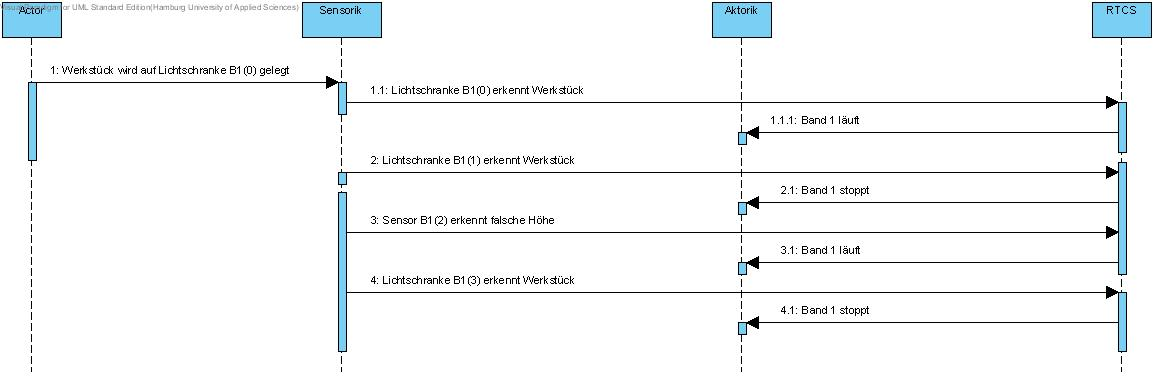 Visual Paradigm for UML Standard Edition(Hamburg University of Applied Sciences)
Actor
Sensorik
Aktorik
RTCS
1: Werkstück wird auf Lichtschranke B1(0) gelegt
1.1: Lichtschranke B1(0) erkennt Werkstück
1.1.1: Band 1 läuft
2: Lichtschranke B1(1) erkennt Werkstück
2.1: Band 1 stoppt
3: Sensor B1(2) erkennt falsche Höhe
3.1: Band 1 läuft
4: Lichtschranke B1(3) erkennt Werkstück
4.1: Band 1 stoppt